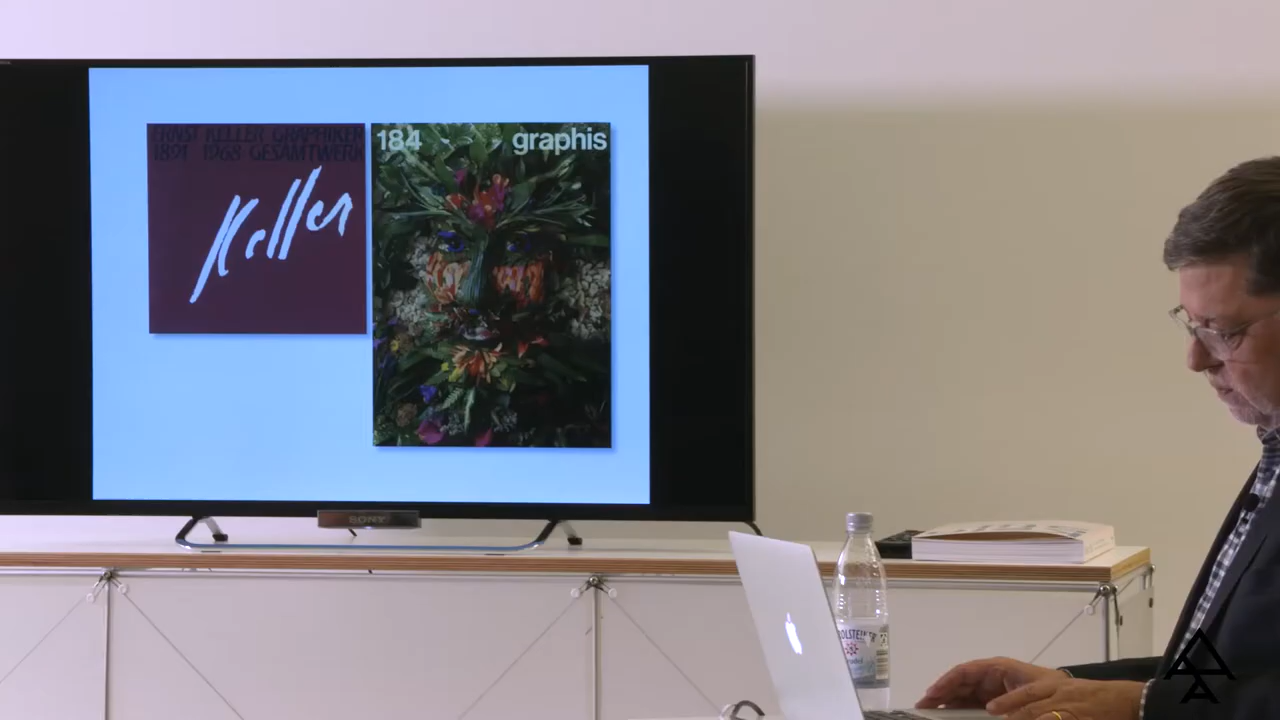 ERNST KELLER GRAPHIKER
1891 1968 GESAMTWERK
Keller
184 graphis
SONY